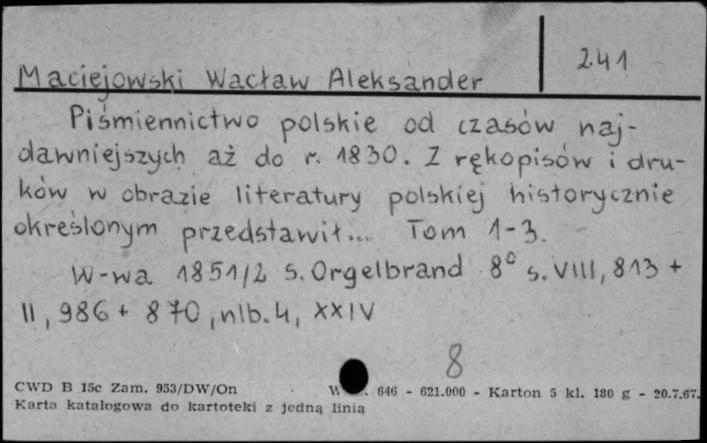 241
Maciejowski Wacław Aleksander
Piśmiennictwo polskie od czasów naj-
dawniejszych aż do r. 1830. Z rękopisów i dru-
ków w obrazie literatury polskiej historycznie
określonym przedstawił... Tom 1-3.
W-wa 1851/2 S. Orgelbrand 8° s. VIII, 813 +
II, 986 + 870, nlb. 4, XXIV
8
CWD B 15c Zam. 953/DW/On 646 - 621.000 - Karton 5 kl. 180 g - 20.7.67.
Karta katalogowa do kartoteki z jedną linią